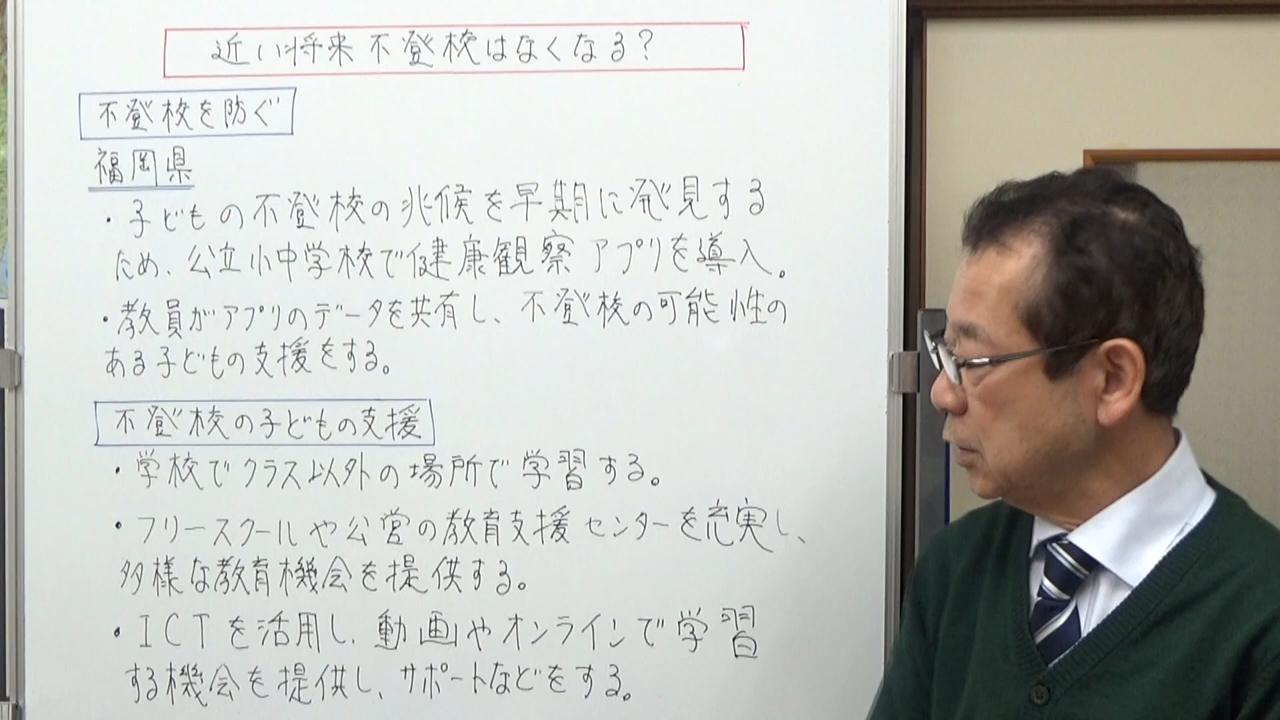 近い将来不登校はなくなる?
不登校を防ぐ
福岡県
・子どもの不登校の兆候を早期に発見する
ため、公立小中学校で健康観察アプリを導入。
・教員がアプリのデータを共有し、不登校の可能性の
ある子どもの支援をする。
不登校の子どもの支援
・学校でクラス以外の場所で学習する。
・フリースクールや公営の教育支援センターを充実し、
多様な教育機会を提供する。
・ICTを活用し、動画やオンラインで学習
する機会を提供し、サポートなどをする。